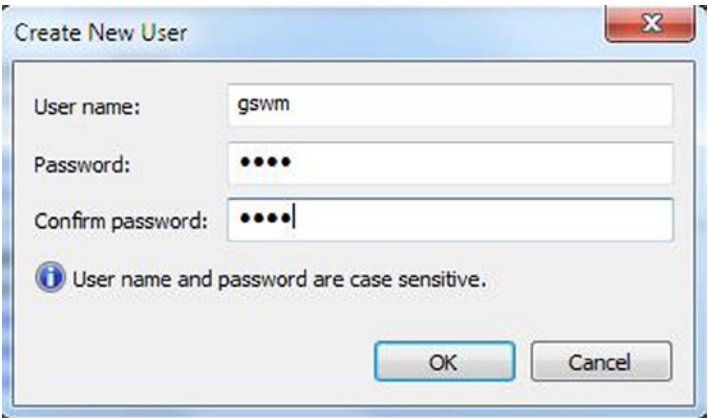 Create New User
User name: gswm
Password: ••••
Confirm password: ••••
User name and password are case sensitive.
OK Cancel